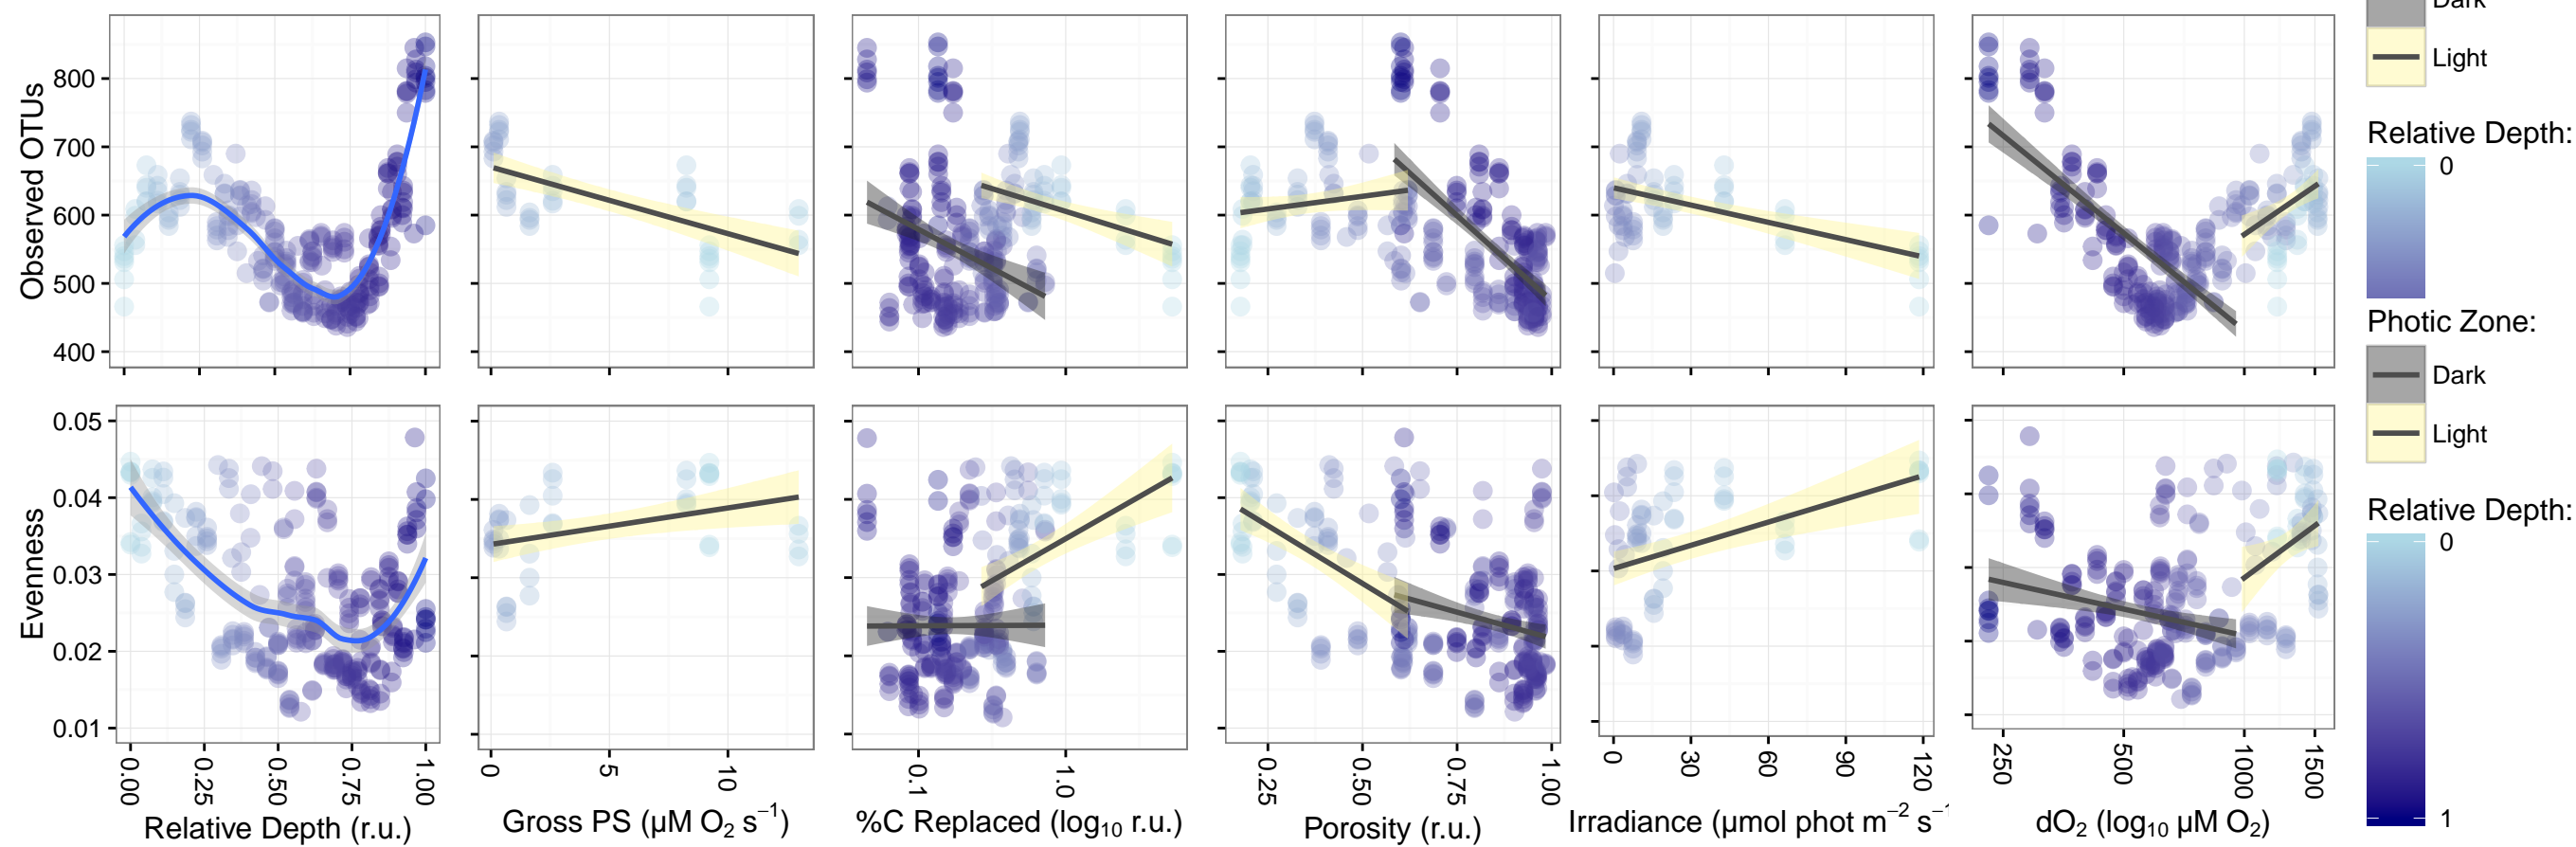 Observed OTUs
800
700
600
500
400
Dark
Light
Relative Depth:
0
Photic Zone:
Dark
Light
Relative Depth:
0
1
Evenness
0.05
0.04
0.03
0.02
0.01
0.00 0.25 0.50 0.75 1.00
Relative Depth (r.u.)
0 5 10
Gross PS (µM O₂ s⁻¹)
0.1 1.0
%C Replaced (log₁₀ r.u.)
0.25 0.50 0.75 1.00
Porosity (r.u.)
0 30 60 90 120
Irradiance (µmol phot m⁻² s⁻¹
250 500 1000 1500
dO₂ (log₁₀ µM O₂)